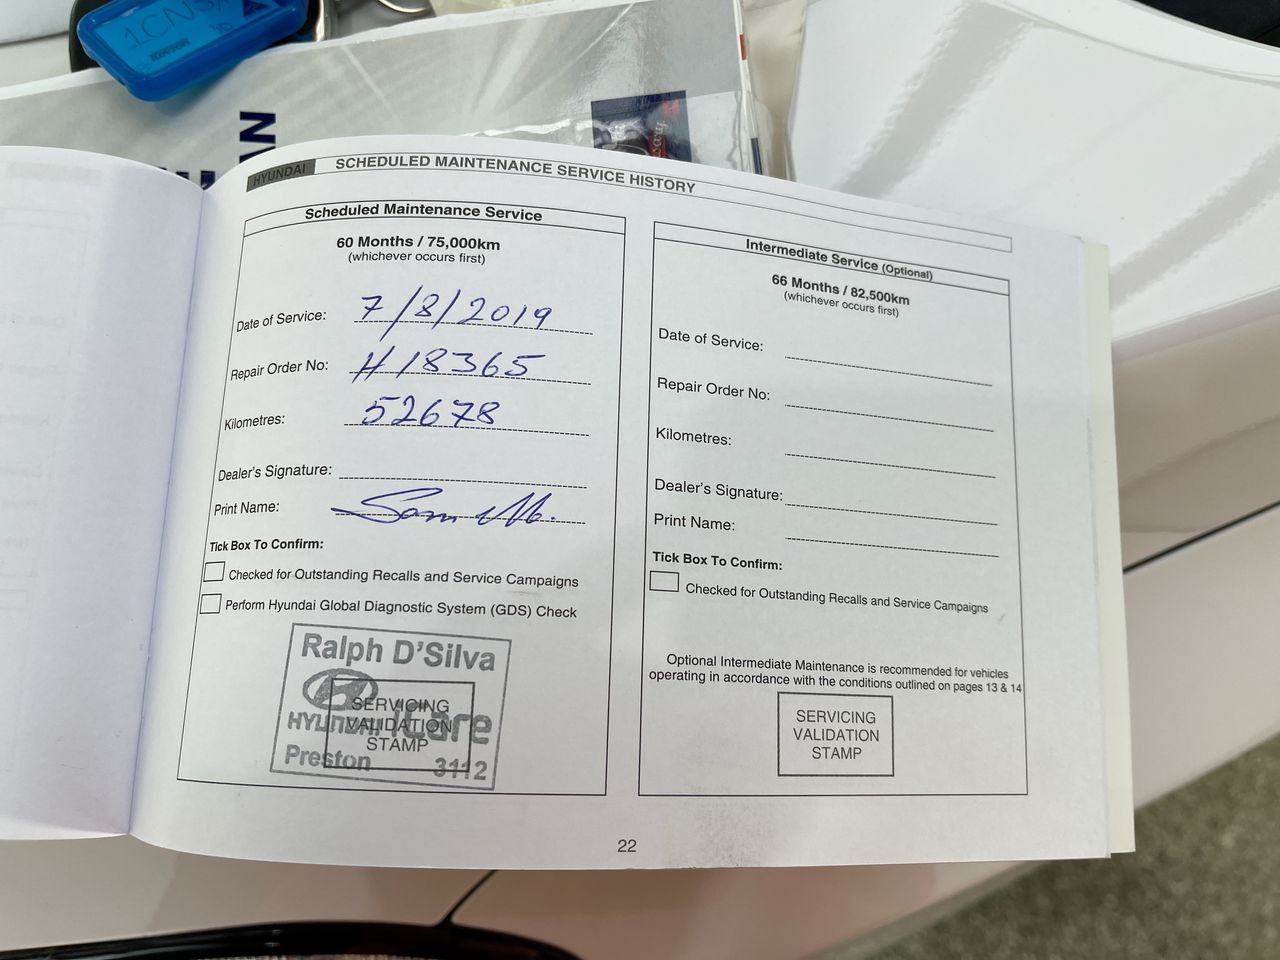 HYUNDAI SCHEDULED MAINTENANCE SERVICE HISTORY
Scheduled Maintenance Service
60 Months / 75,000km
(whichever occurs first)
Date of Service: 7/8/2019
Repair Order No: H18365
Kilometres: 52678
Dealer's Signature:
Print Name: Sam
Tick Box To Confirm:
Checked for Outstanding Recalls and Service Campaigns
Perform Hyundai Global Diagnostic System (GDS) Check
Ralph D'Silva
HYUNDAI iCare
Preston 3112
SERVICING
VALIDATION
STAMP
Intermediate Service (Optional)
66 Months / 82,500km
(whichever occurs first)
Date of Service:
Repair Order No:
Kilometres:
Dealer's Signature:
Print Name:
Tick Box To Confirm:
Checked for Outstanding Recalls and Service Campaigns
Optional Intermediate Maintenance is recommended for vehicles
operating in accordance with the conditions outlined on pages 13 & 14
SERVICING
VALIDATION
STAMP
22